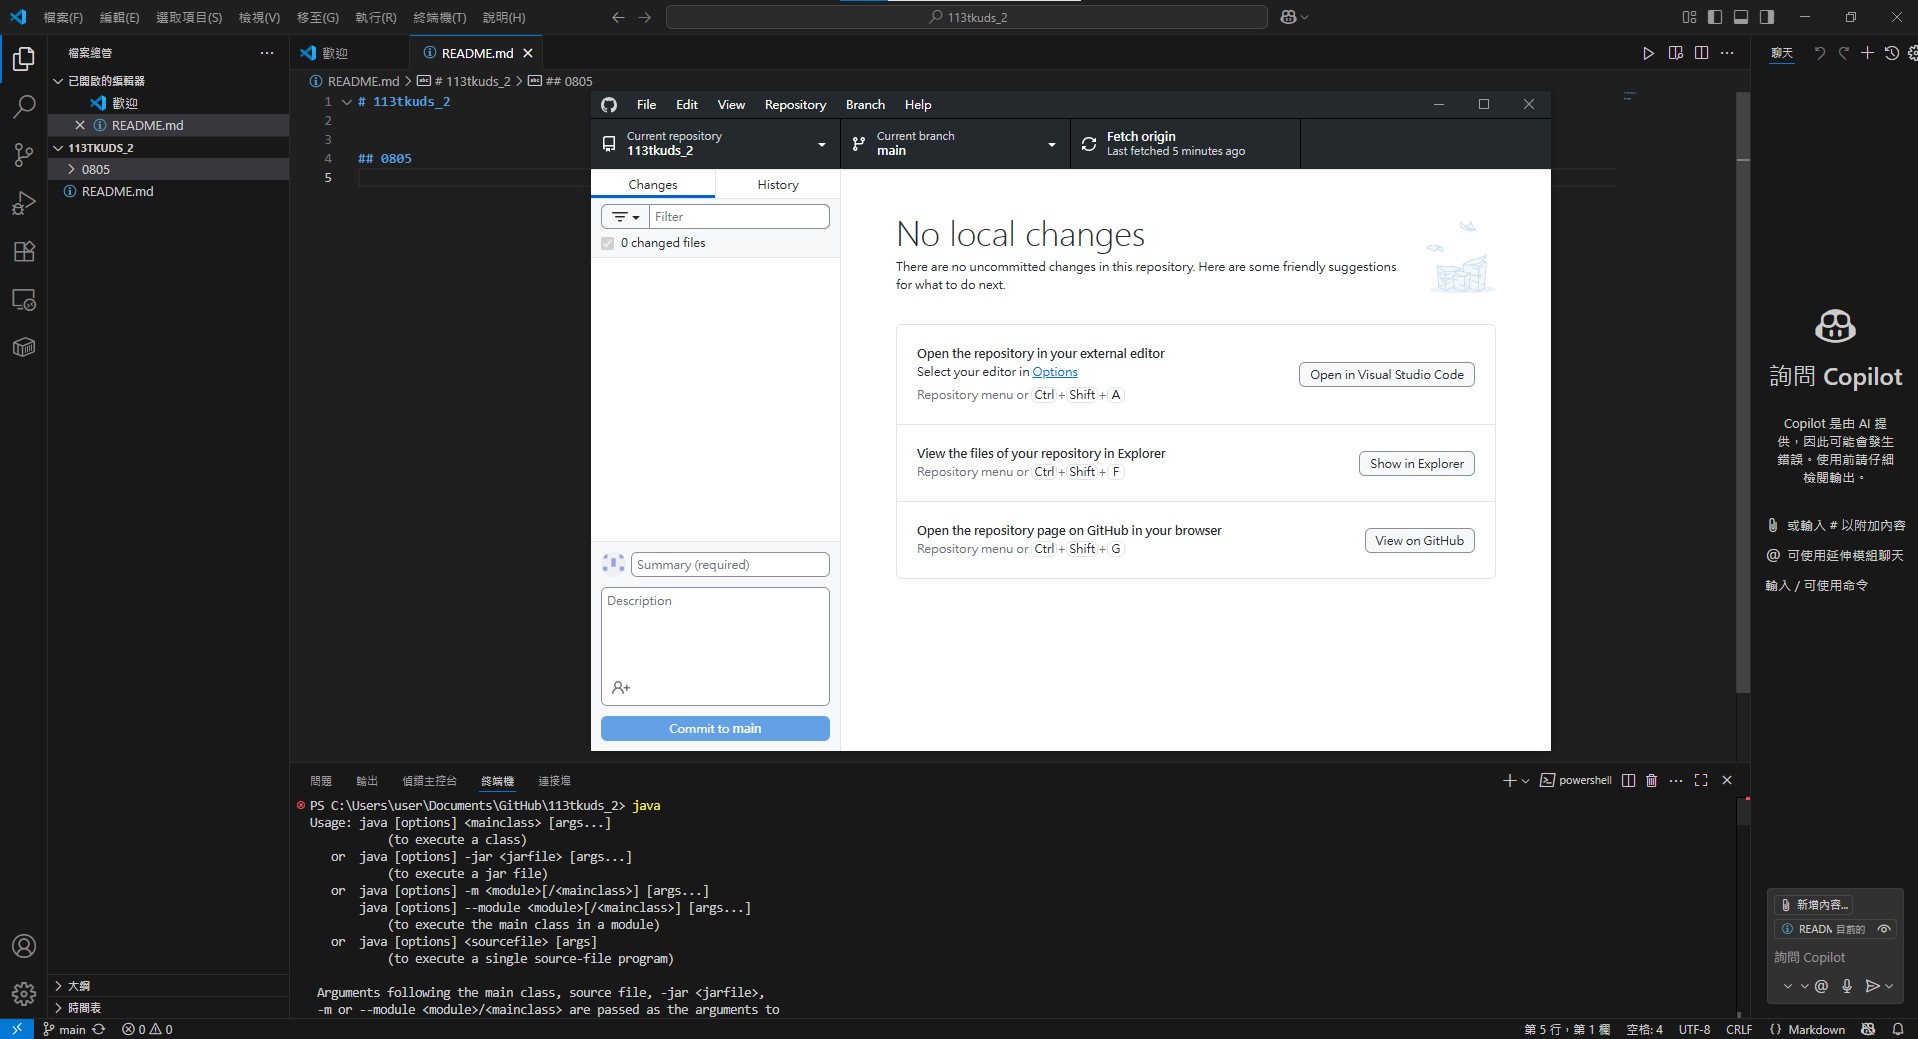 檔案(F) 編輯(E) 選取項目(S) 檢視(V) 移至(G) 執行(R) 終端機(T) 說明(H)
113tkuds_2
檔案總管
已開啟的編輯器
歡迎
README.md
113TKUDS_2
0805
README.md
大綱
時間表
歡迎
README.md
README.md > # 113tkuds_2 > ## 0805
1 # 113tkuds_2
2
3
4 ## 0805
5
File Edit View Repository Branch Help
Current repository
113tkuds_2
Current branch
main
Fetch origin
Last fetched 5 minutes ago
Changes
History
Filter
0 changed files
Summary (required)
Description
Commit to main
No local changes
There are no uncommitted changes in this repository. Here are some friendly suggestions
for what to do next.
Open the repository in your external editor
Select your editor in Options
Repository menu or Ctrl + Shift + A
Open in Visual Studio Code
View the files of your repository in Explorer
Repository menu or Ctrl + Shift + F
Show in Explorer
Open the repository page on GitHub in your browser
Repository menu or Ctrl + Shift + G
View on GitHub
問題 輸出 偵錯主控台 終端機 連接埠
powershell
PS C:\Users\user\Documents\GitHub\113tkuds_2> java
Usage: java [options] <mainclass> [args...]
(to execute a class)
or java [options] -jar <jarfile> [args...]
(to execute a jar file)
or java [options] -m <module>[/<mainclass>] [args...]
java [options] --module <module>[/<mainclass>] [args...]
(to execute the main class in a module)
or java [options] <sourcefile> [args]
(to execute a single source-file program)
Arguments following the main class, source file, -jar <jarfile>,
-m or --module <module>/<mainclass> are passed as the arguments to
聊天
詢問 Copilot
Copilot 是由 AI 提
供，因此可能會發生
錯誤。使用前請仔細
檢閱輸出。
或輸入 # 以附加內容
@ 可使用延伸模組聊天
輸入 / 可使用命令
新增內容...
READM 目前的
詢問 Copilot
@
main
0 0
第 5 行，第 1 欄 空格: 4 UTF-8 CRLF {} Markdown